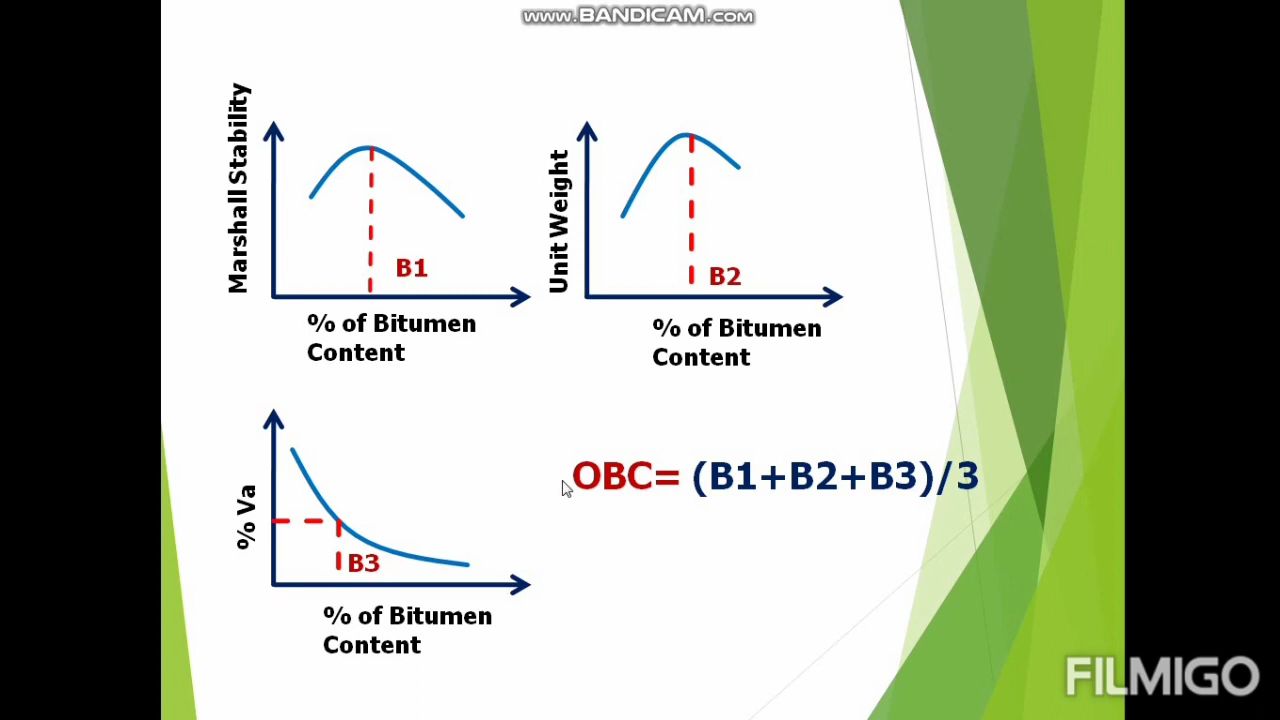 www.BANDICAM.com
Marshall Stability
B1
% of Bitumen
Content
Unit Weight
B2
% of Bitumen
Content
% Va
B3
% of Bitumen
Content
OBC= (B1+B2+B3)/3
FILMIGO